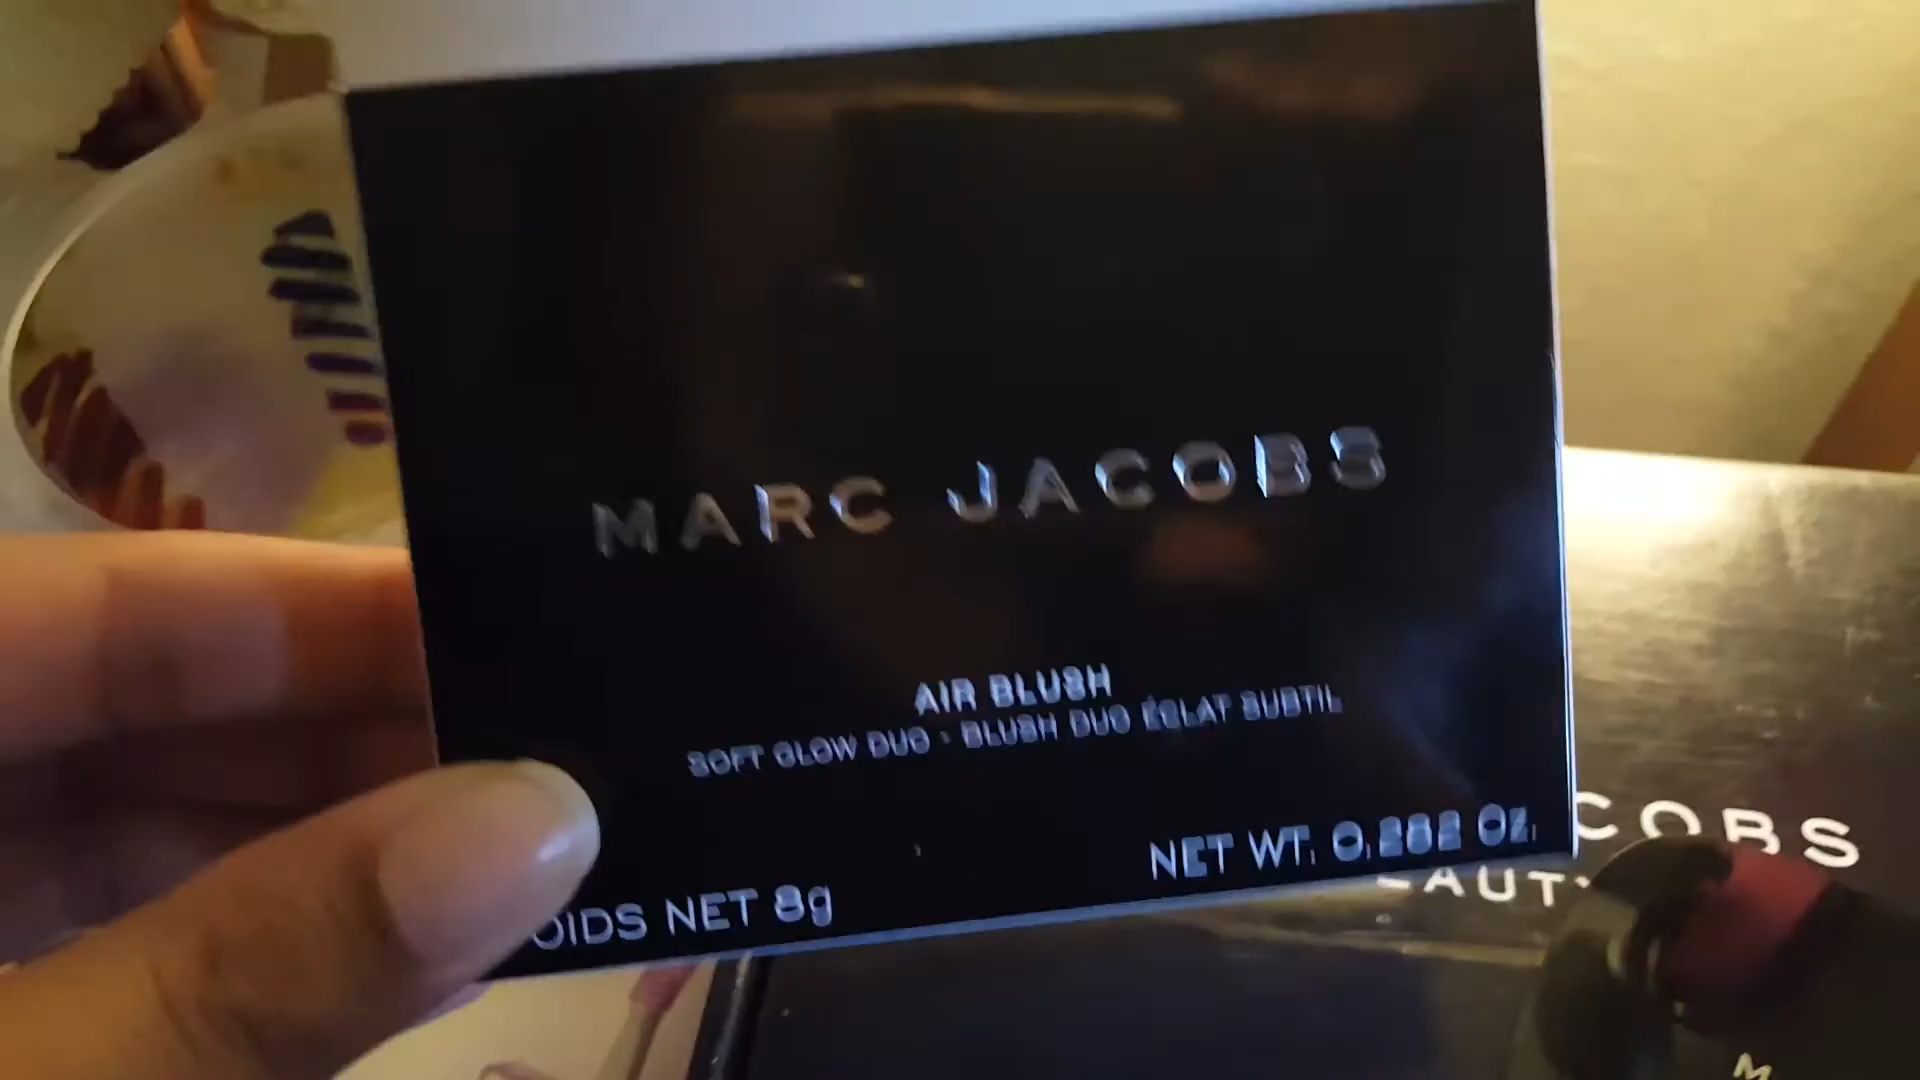 MARC JACOBS
AIR BLUSH
SOFT GLOW DUO · BLUSH DUO ÉCLAT SUBTIL
OIDS NET 8g
NET WT. 0.282 Oz.
COBS
EAUTY
M